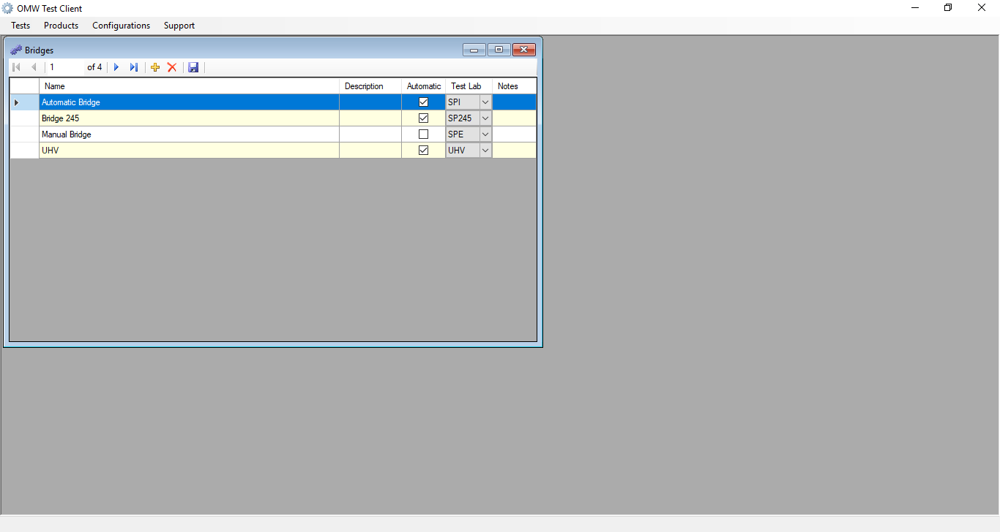 OMW Test Client
Tests Products Configurations Support
Bridges
1 of 4
Name Description Automatic Test Lab Notes
Automatic Bridge SPI
Bridge 245 SP245
Manual Bridge SPE
UHV UHV